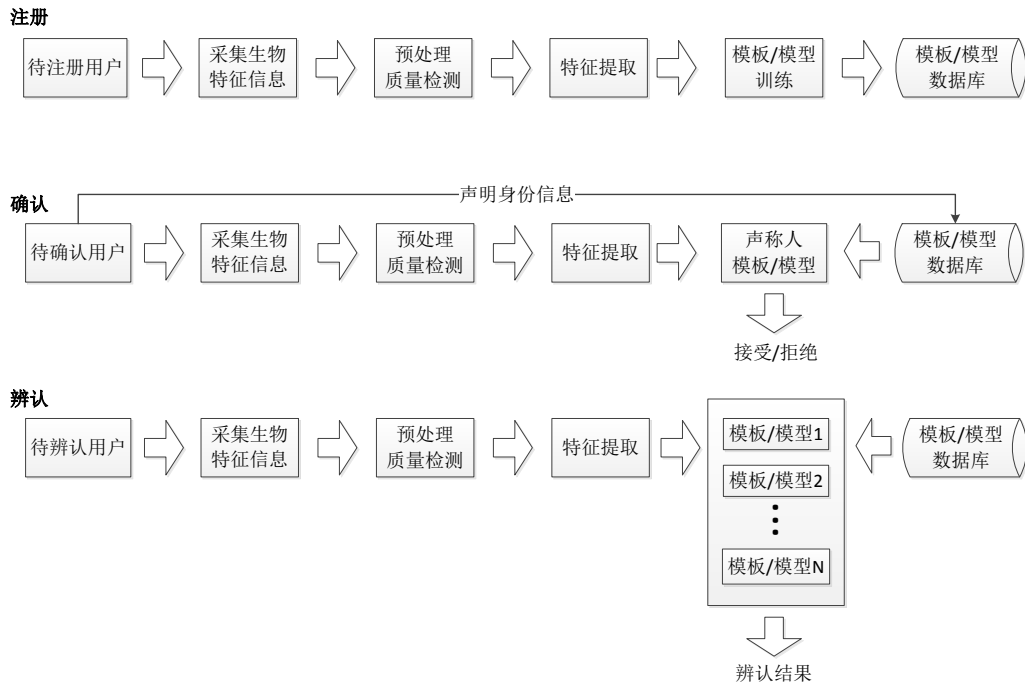 注册
待注册用户
采集生物
特征信息
预处理
质量检测
特征提取
模板/模型
训练
模板/模型
数据库
确认
声明身份信息
待确认用户
采集生物
特征信息
预处理
质量检测
特征提取
声称人
模板/模型
模板/模型
数据库
接受/拒绝
辨认
待辨认用户
采集生物
特征信息
预处理
质量检测
特征提取
模板/模型1
模板/模型2
模板/模型N
模板/模型
数据库
辨认结果